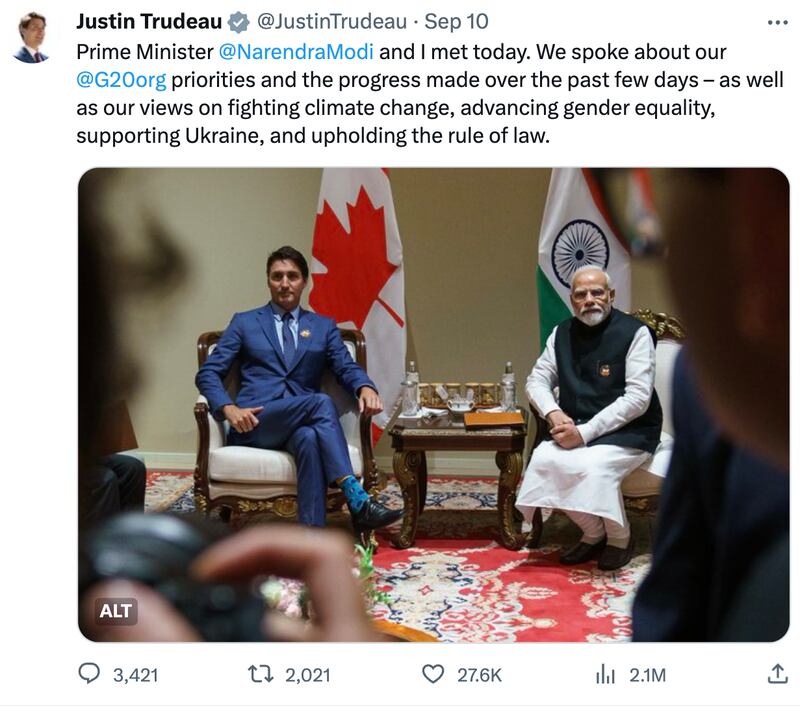 Justin Trudeau @JustinTrudeau · Sep 10
Prime Minister @NarendraModi and I met today. We spoke about our
@G20org priorities and the progress made over the past few days – as well
as our views on fighting climate change, advancing gender equality,
supporting Ukraine, and upholding the rule of law.
ALT
3,421 2,021 27.6K 2.1M